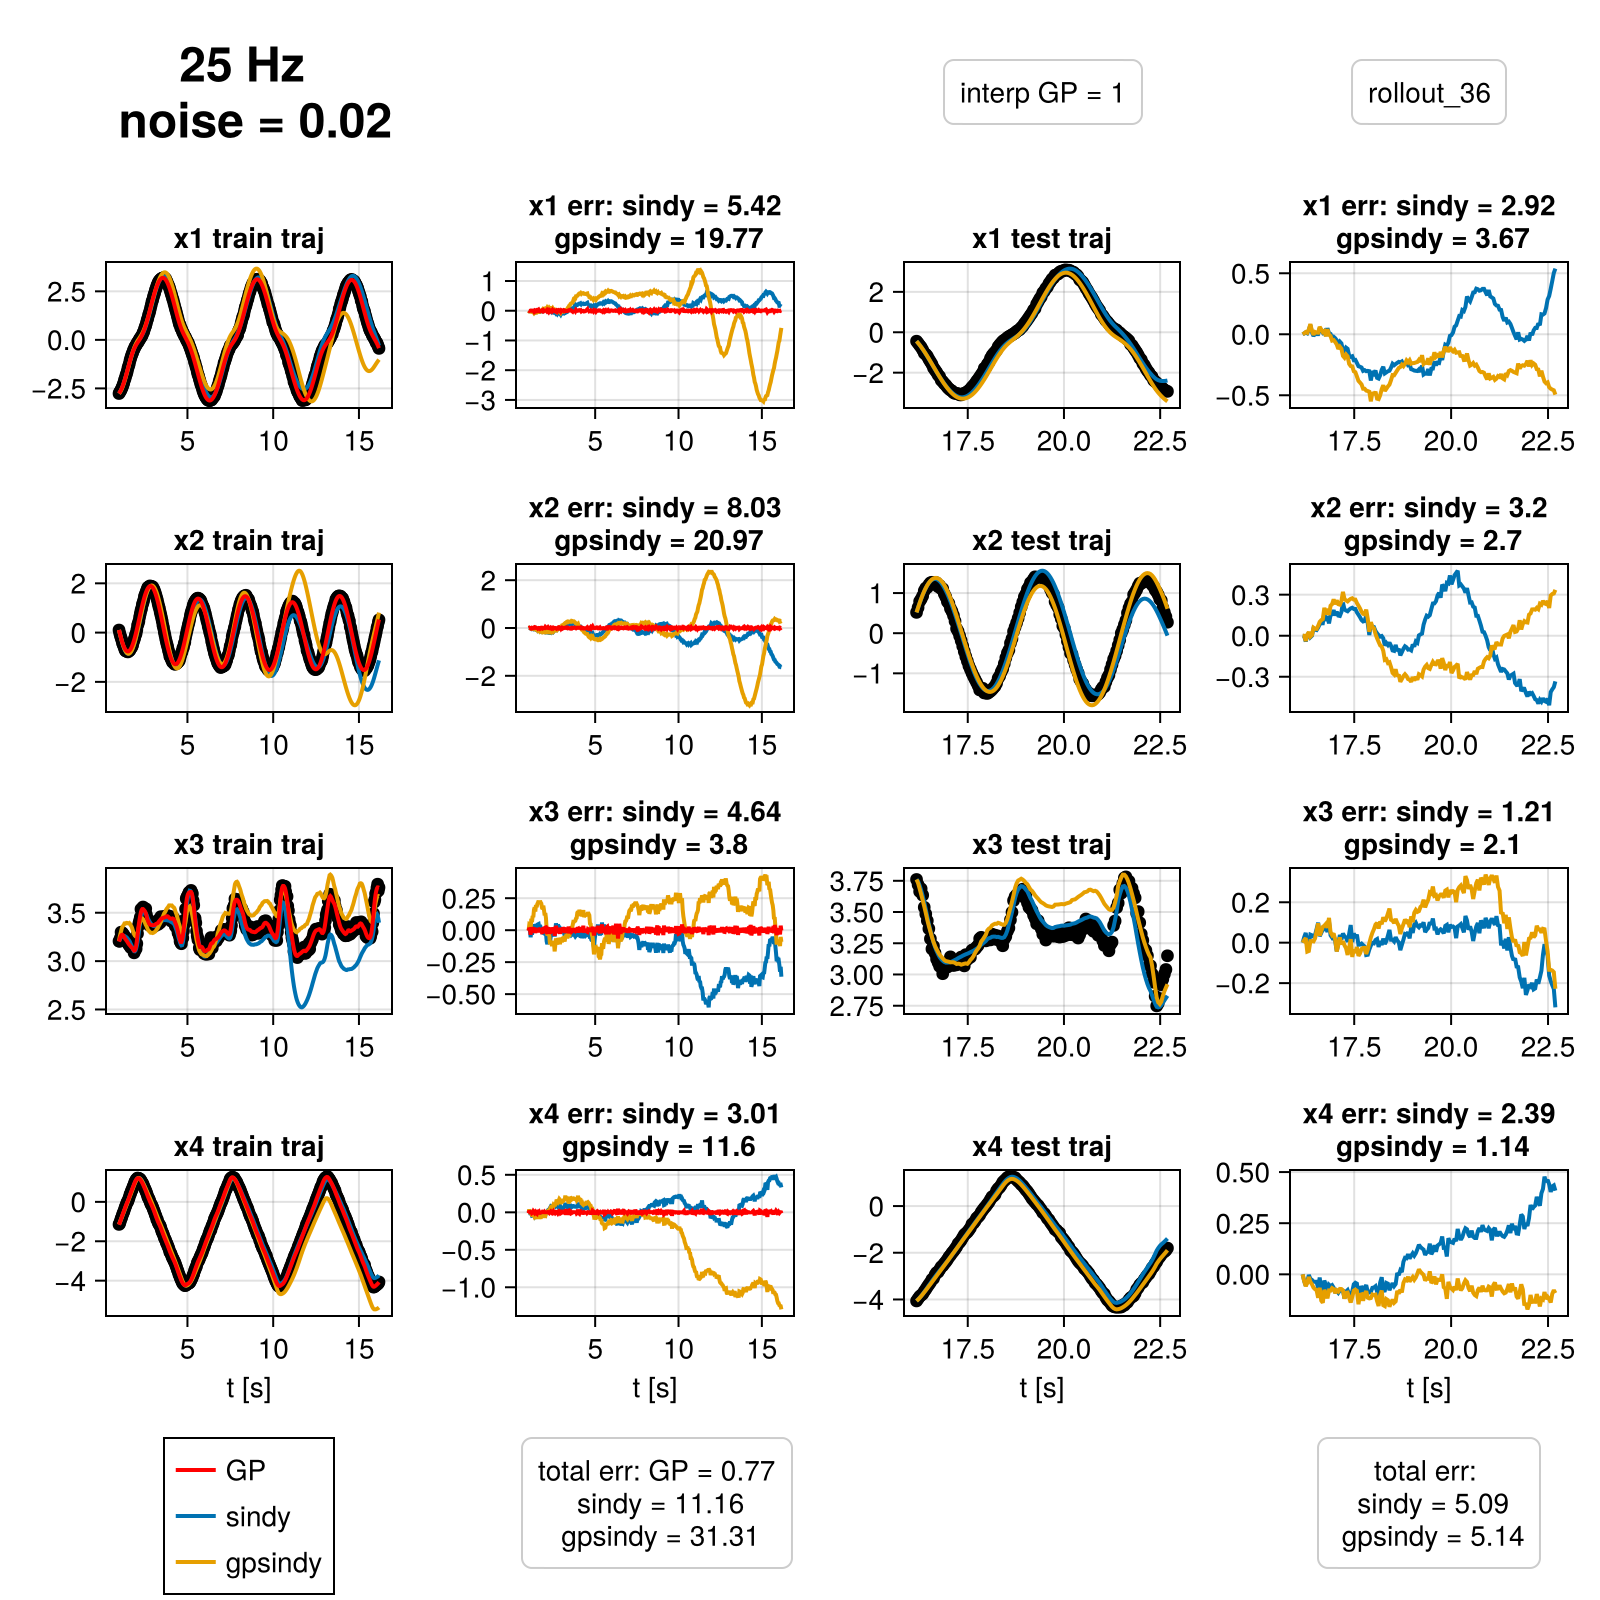 25 Hz
noise = 0.02
interp GP = 1
rollout_36
x1 train traj
2.5
0.0
−2.5
5
10
15
x1 err: sindy = 5.42
gpsindy = 19.77
1
0
−1
−2
−3
5
10
15
x1 test traj
2
0
−2
17.5
20.0
22.5
x1 err: sindy = 2.92
gpsindy = 3.67
0.5
0.0
−0.5
17.5
20.0
22.5
x2 train traj
2
0
−2
5
10
15
x2 err: sindy = 8.03
gpsindy = 20.97
2
0
−2
5
10
15
x2 test traj
1
0
−1
17.5
20.0
22.5
x2 err: sindy = 3.2
gpsindy = 2.7
0.3
0.0
−0.3
17.5
20.0
22.5
x3 train traj
3.5
3.0
2.5
5
10
15
x3 err: sindy = 4.64
gpsindy = 3.8
0.25
0.00
−0.25
−0.50
5
10
15
x3 test traj
3.75
3.50
3.25
3.00
2.75
17.5
20.0
22.5
x3 err: sindy = 1.21
gpsindy = 2.1
0.2
0.0
−0.2
17.5
20.0
22.5
x4 train traj
0
−2
−4
5
10
15
t [s]
x4 err: sindy = 3.01
gpsindy = 11.6
0.5
0.0
−0.5
−1.0
5
10
15
t [s]
x4 test traj
0
−2
−4
17.5
20.0
22.5
t [s]
x4 err: sindy = 2.39
gpsindy = 1.14
0.50
0.25
0.00
17.5
20.0
22.5
t [s]
GP
sindy
gpsindy
total err: GP = 0.77
sindy = 11.16
gpsindy = 31.31
total err:
sindy = 5.09
gpsindy = 5.14